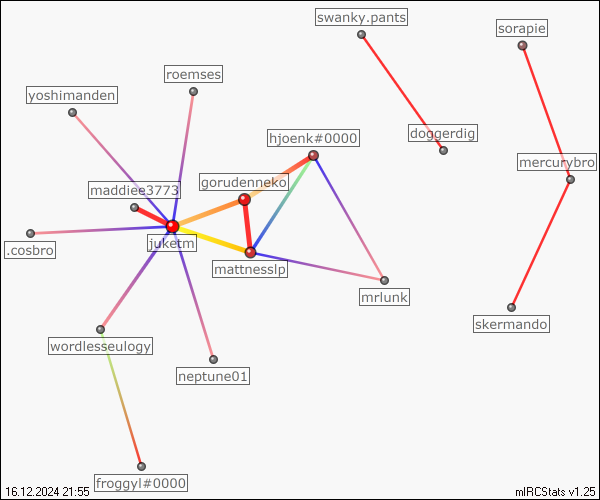 swanky.pants
sorapie
roemses
yoshimanden
doggerdig
hjoenk#0000
mercurybro
gorudenneko
maddiee3773
juketm
.cosbro
mattnesslp
mrlunk
skermando
wordlesseulogy
neptune01
froggyl#0000
16.12.2024 21:55
mIRCStats v1.25